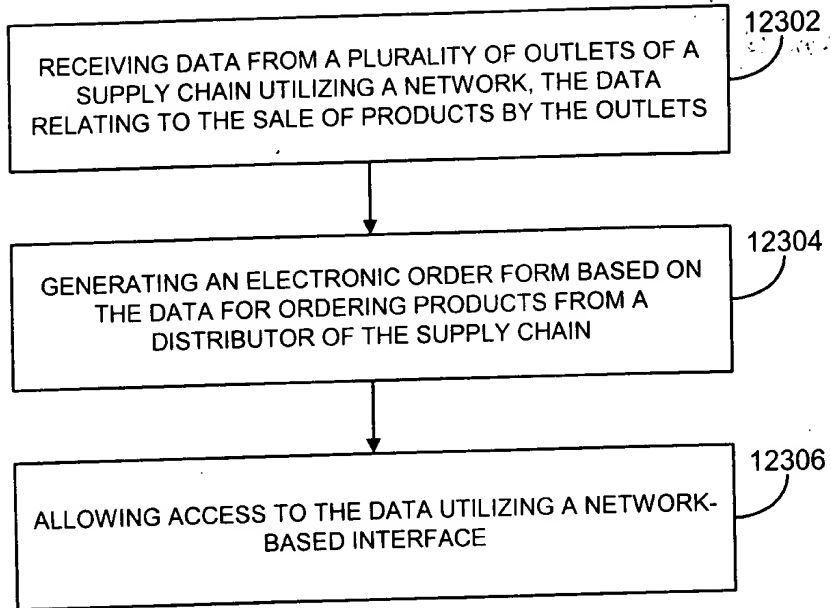 12302
RECEIVING DATA FROM A PLURALITY OF OUTLETS OF A
SUPPLY CHAIN UTILIZING A NETWORK, THE DATA
RELATING TO THE SALE OF PRODUCTS BY THE OUTLETS
12304
GENERATING AN ELECTRONIC ORDER FORM BASED ON
THE DATA FOR ORDERING PRODUCTS FROM A
DISTRIBUTOR OF THE SUPPLY CHAIN
12306
ALLOWING ACCESS TO THE DATA UTILIZING A NETWORK-
BASED INTERFACE